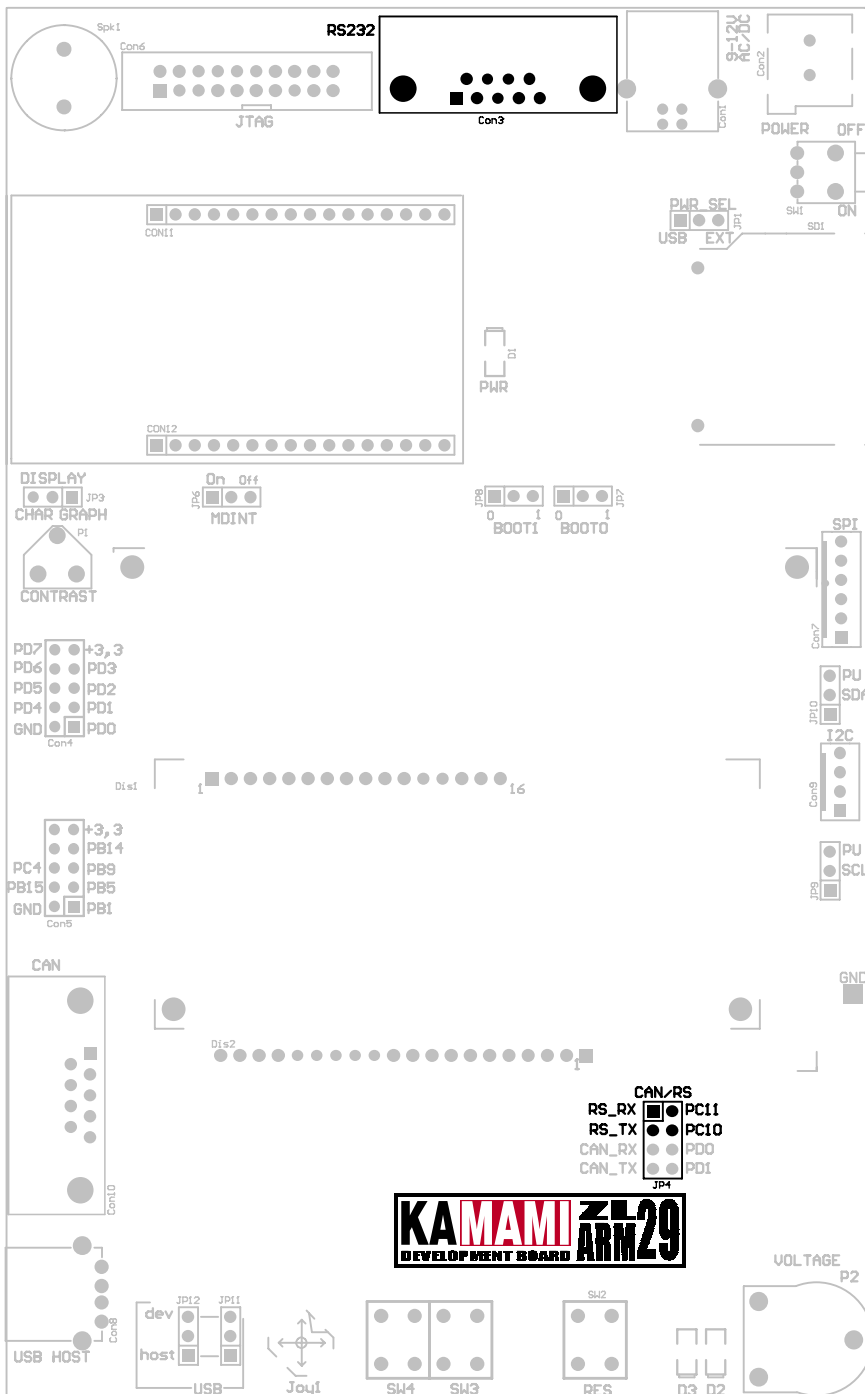 RS232
Spk1
Con6
JTAG
Con3
Con1
9-12V
AC/DC
Con2
POWER
OFF
SW1
ON
PWR_SEL
JP1
USB EXT
SD1
CON11
D1
PWR
CON12
DISPLAY
JP3
CHAR GRAPH
On Off
JP6
MDINT
JP8
0 1
BOOT1
JP7
0 1
BOOT0
P1
CONTRAST
SPI
Con7
PD7 +3,3
PD6 PD3
PD5 PD2
PD4 PD1
GND PD0
Con4
PU
SDA
JP10
I2C
Con9
Dis1
1 16
+3,3
PB14
PC4 PB9
PB15 PB5
GND PB1
Con5
PU
SCL
JP9
CAN
Con10
GND
Dis2
1
CAN/RS
RS_RX PC11
RS_TX PC10
CAN_RX PD0
CAN_TX PD1
JP4
KAMAMI ZL
ARM29
DEVELOPMENT BOARD
VOLTAGE
P2
Con8
USB HOST
JP12 JP11
dev
host
USB
Joy1
SW4 SW3
SW2
RES
D3 D2